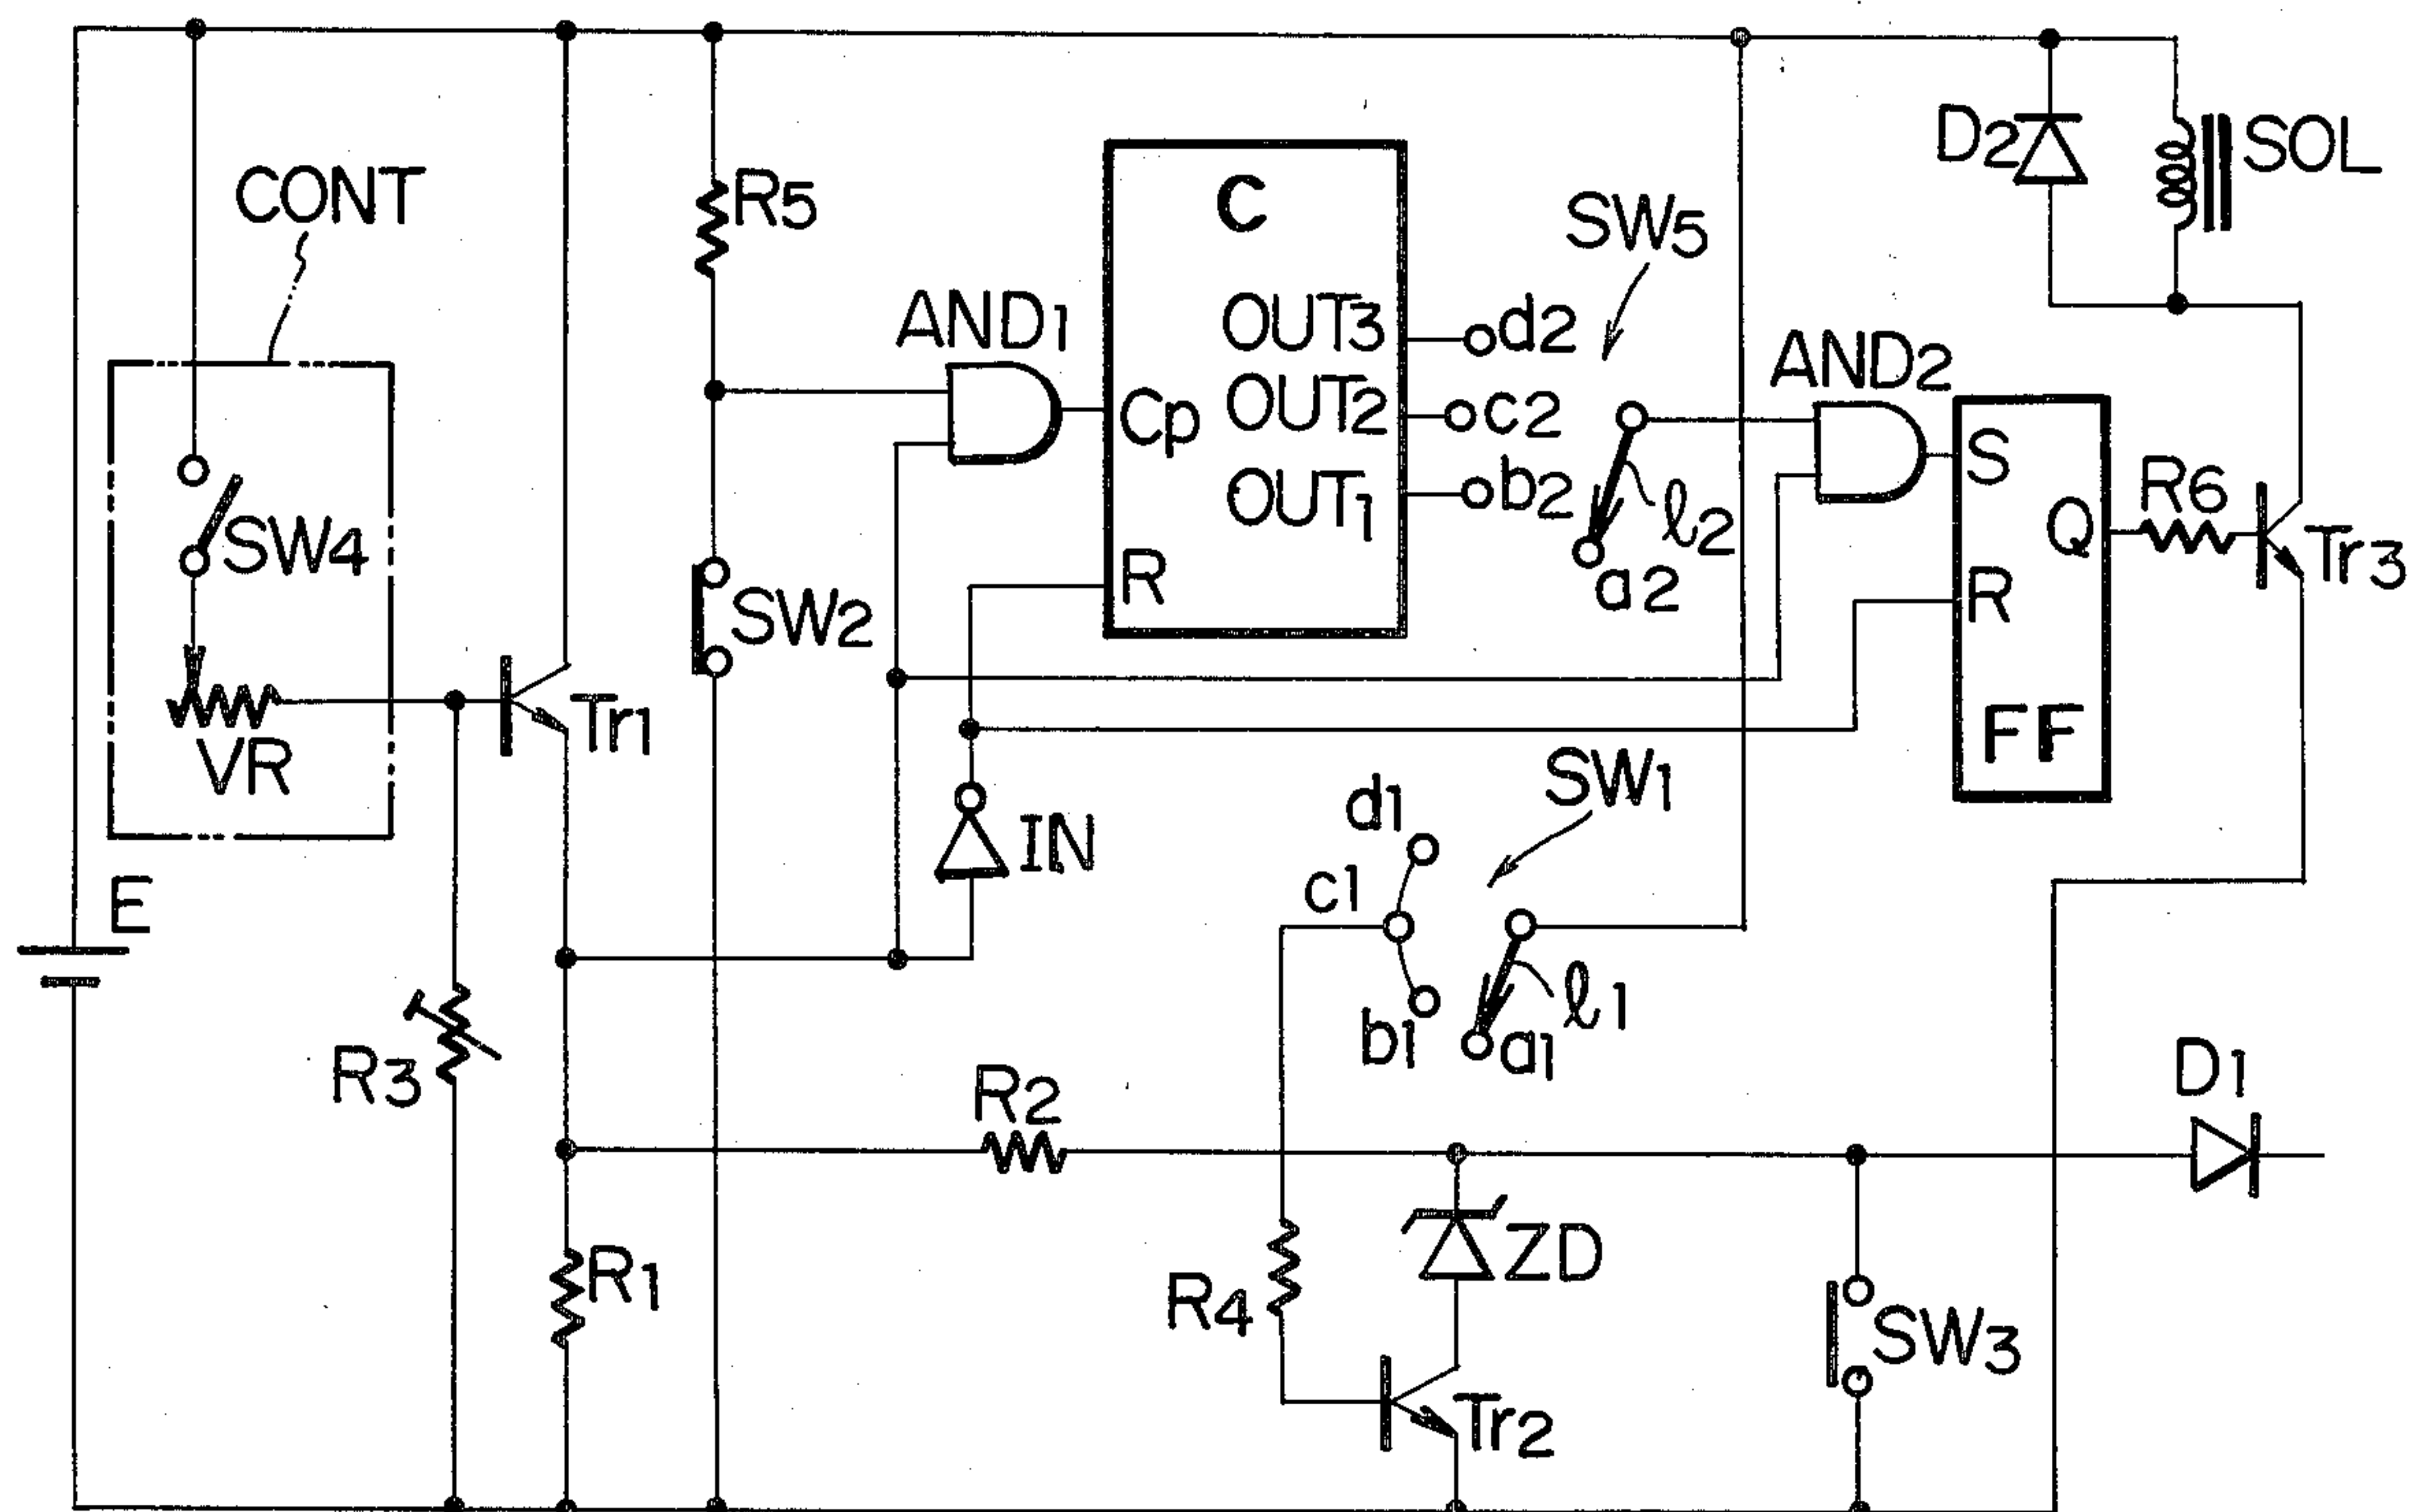 CONT
SW4
VR
E
R3
Tr1
R1
R5
SW2
AND1
IN
R2
C
Cp
R
OUT3
OUT2
OUT1
d2
c2
b2
SW5
ℓ2
a2
AND2
S
R
Q
FF
D2
SOL
R6
Tr3
SW1
d1
c1
b1
a1
ℓ1
R4
ZD
Tr2
SW3
D1